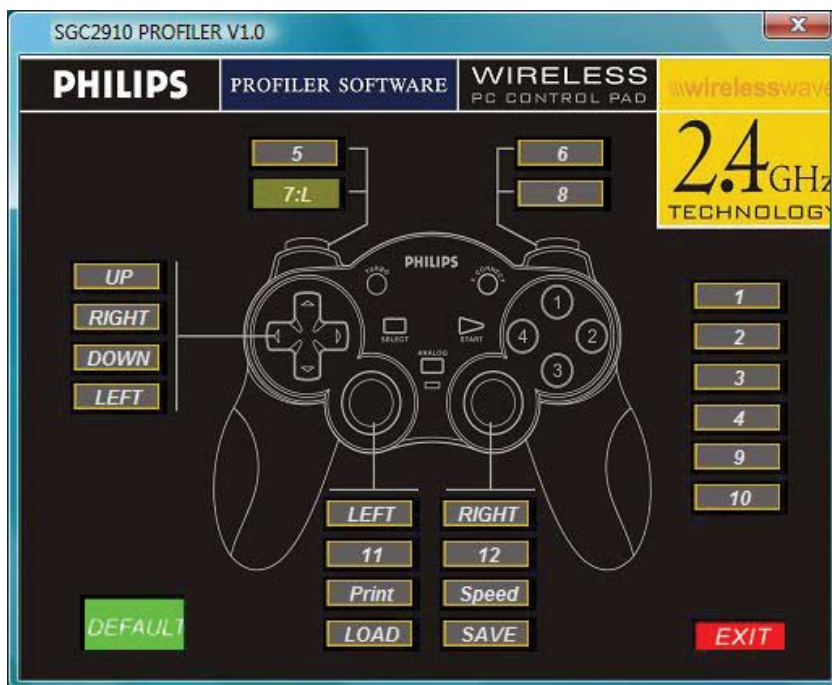 SGC2910 PROFILER V1.0
PHILIPS
PROFILER SOFTWARE
WIRELESS
PC CONTROL PAD
wirelesswave
2.4GHz
TECHNOLOGY
5
7:L
6
8
UP
RIGHT
DOWN
LEFT
PHILIPS
TURBO
CONNECT
SELECT
START
ANALOG
1
2
3
4
1
2
3
4
9
10
LEFT
11
Print
LOAD
RIGHT
12
Speed
SAVE
DEFAULT
EXIT